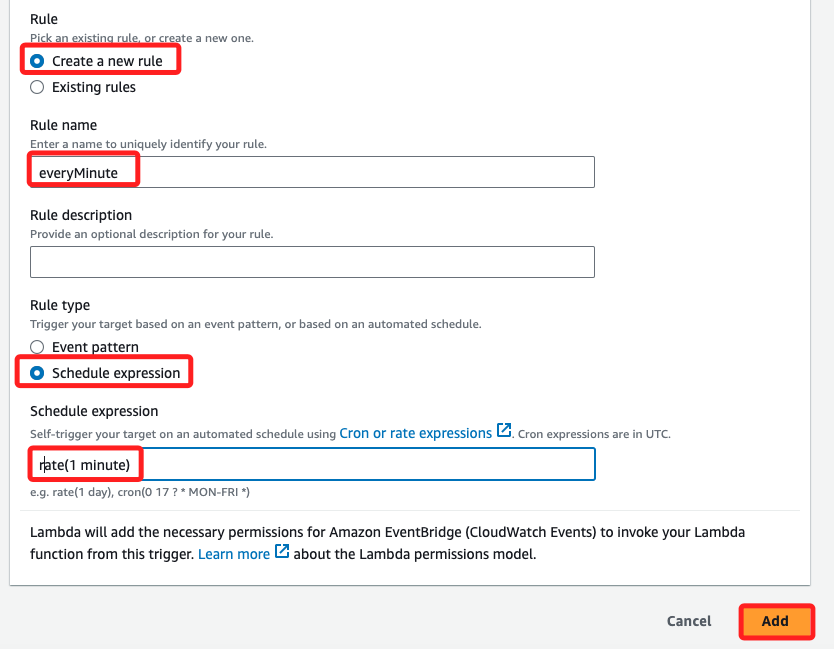 Rule
Pick an existing rule, or create a new one.
Create a new rule
Existing rules
Rule name
Enter a name to uniquely identify your rule.
everyMinute
Rule description
Provide an optional description for your rule.
Rule type
Trigger your target based on an event pattern, or based on an automated schedule.
Event pattern
Schedule expression
Schedule expression
Self-trigger your target on an automated schedule using Cron or rate expressions. Cron expressions are in UTC.
rate(1 minute)
e.g. rate(1 day), cron(0 17 ? * MON-FRI *)
Lambda will add the necessary permissions for Amazon EventBridge (CloudWatch Events) to invoke your Lambda
function from this trigger. Learn more about the Lambda permissions model.
Cancel Add